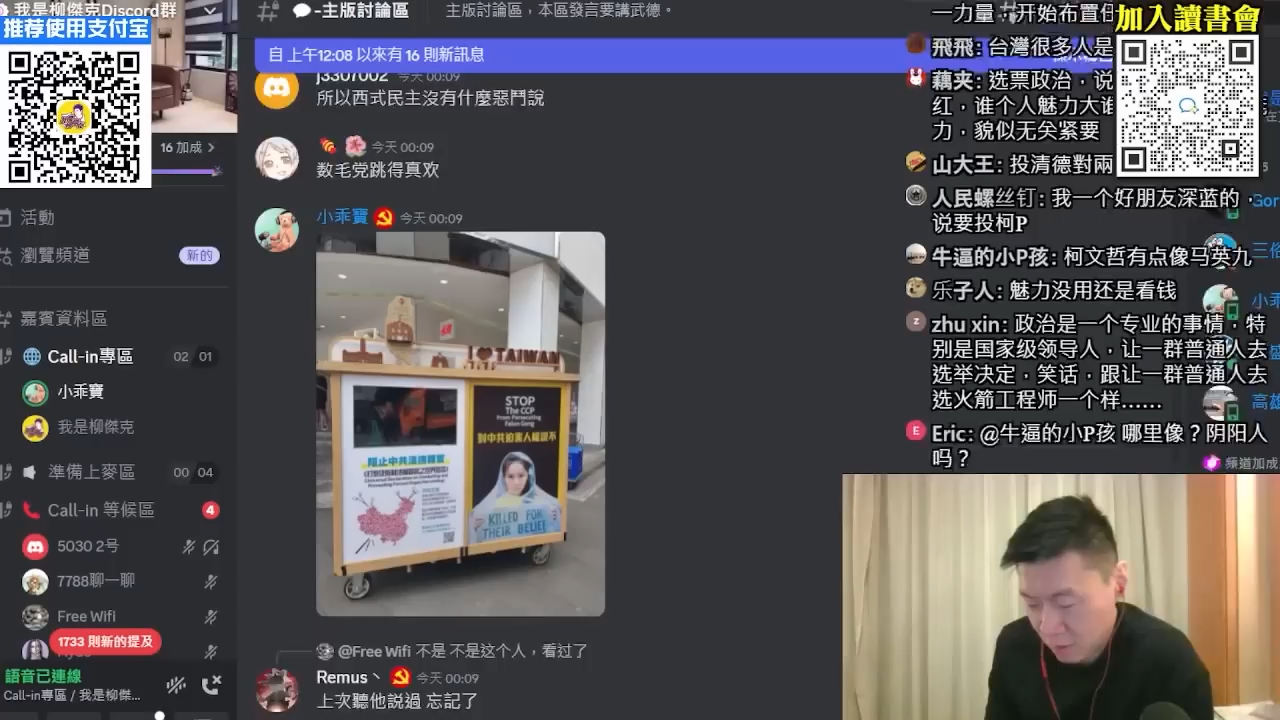 我是柳傑克Discord群
推荐使用支付宝
16 加成
活動
瀏覽頻道
新的
嘉賓資料區
Call-in專區
02 01
小乖寶
我是柳傑克
準備上麥區
00 04
Call-in 等候區
4
5030 2号
7788聊一聊
Free Wifi
1733 則新的提及
語音已連線
Call-in專區 / 我是柳傑...
-主版討論區
主版討論區，本區發言要講武德。
自 上午12:08 以來有 16 則新訊息
j3307002 今天 00:09
所以西式民主沒有什麼惡鬥說
今天 00:09
数毛党跳得真欢
小乖寶
今天 00:09
I TAIWAN
STOP
The CCP
From Persecuting
Falun Gong
KILLED FOR
THEIR BELIEF
@Free Wifi 不是 不是这个人，看过了
Remus丶
今天 00:09
上次聽他説過 忘記了
加入讀書會
飛飛: 台灣很多人是
藕夹: 选票政治，说
红，谁个人魅力大谁
力，貌似无关紧要
山大王: 投清德對兩
人民螺丝钉: 我一个好朋友深蓝的，
说要投柯P
牛逼的小P孩: 柯文哲有点像马英九
乐子人: 魅力没用还是看钱
zhu xin: 政治是一个专业的事情，特
别是国家级领导人，让一群普通人去
选举决定，笑话，跟让一群普通人去
选火箭工程师一个样……
Eric: @牛逼的小P孩 哪里像？阴阳人
吗？
頻道加成